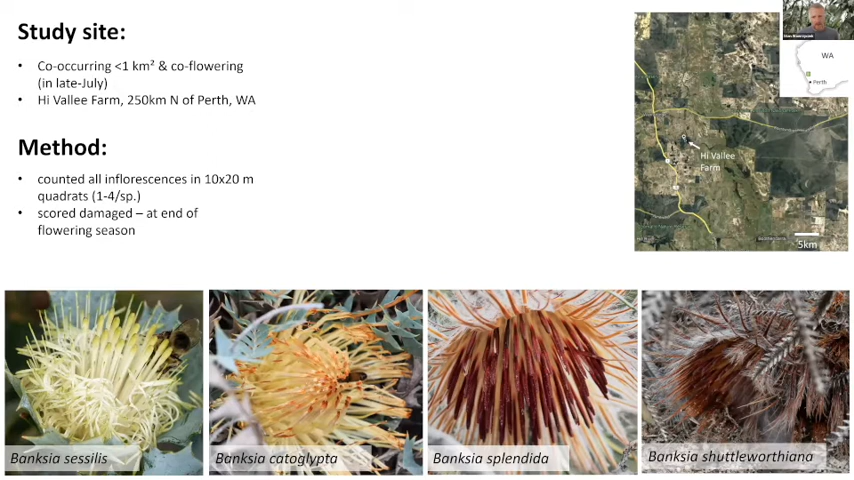 Study site:
• Co-occurring <1 km² & co-flowering
(in late-July)
• Hi Vallee Farm, 250km N of Perth, WA
Method:
• counted all inflorescences in 10x20 m
quadrats (1-4/sp.)
• scored damaged – at end of
flowering season
WA
Perth
Hi Vallee
Farm
5km
Banksia sessilis
Banksia catoglypta
Banksia splendida
Banksia shuttleworthiana